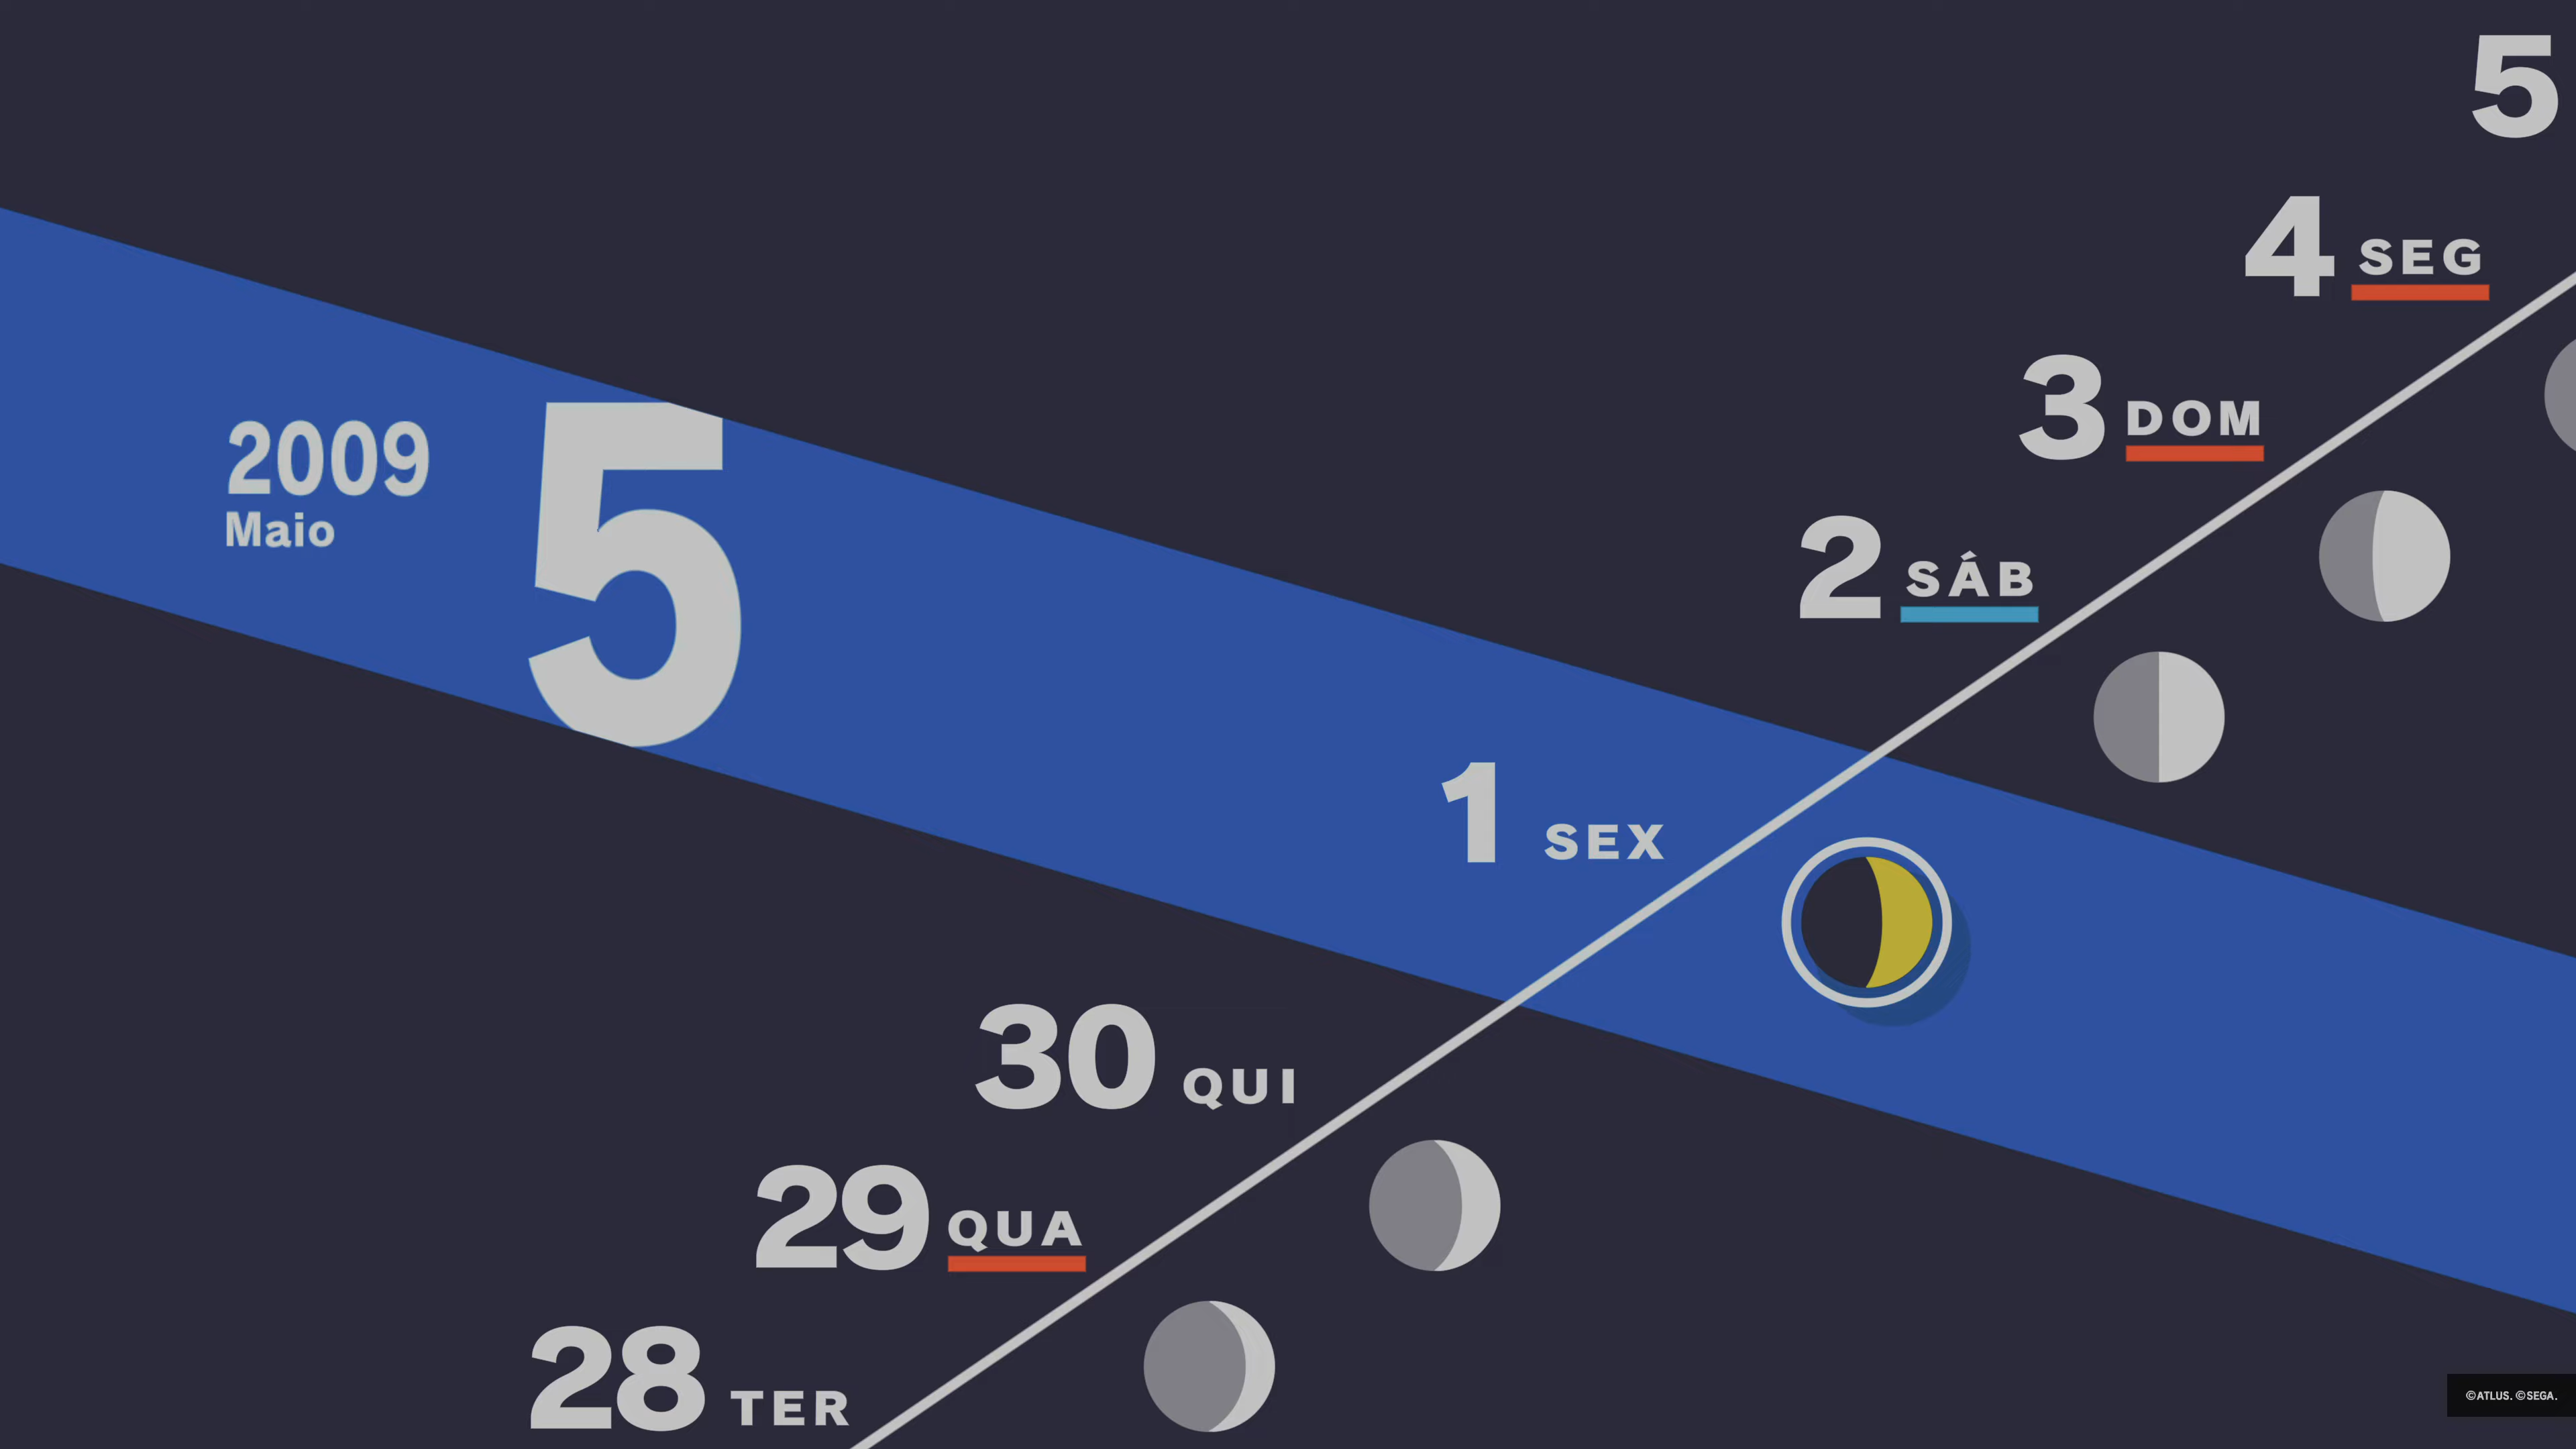 5
4 SEG
3 DOM
2009
Maio
5
2 SÁB
1 SEX
30 QUI
29 QUA
28 TER
©ATLUS. ©SEGA.